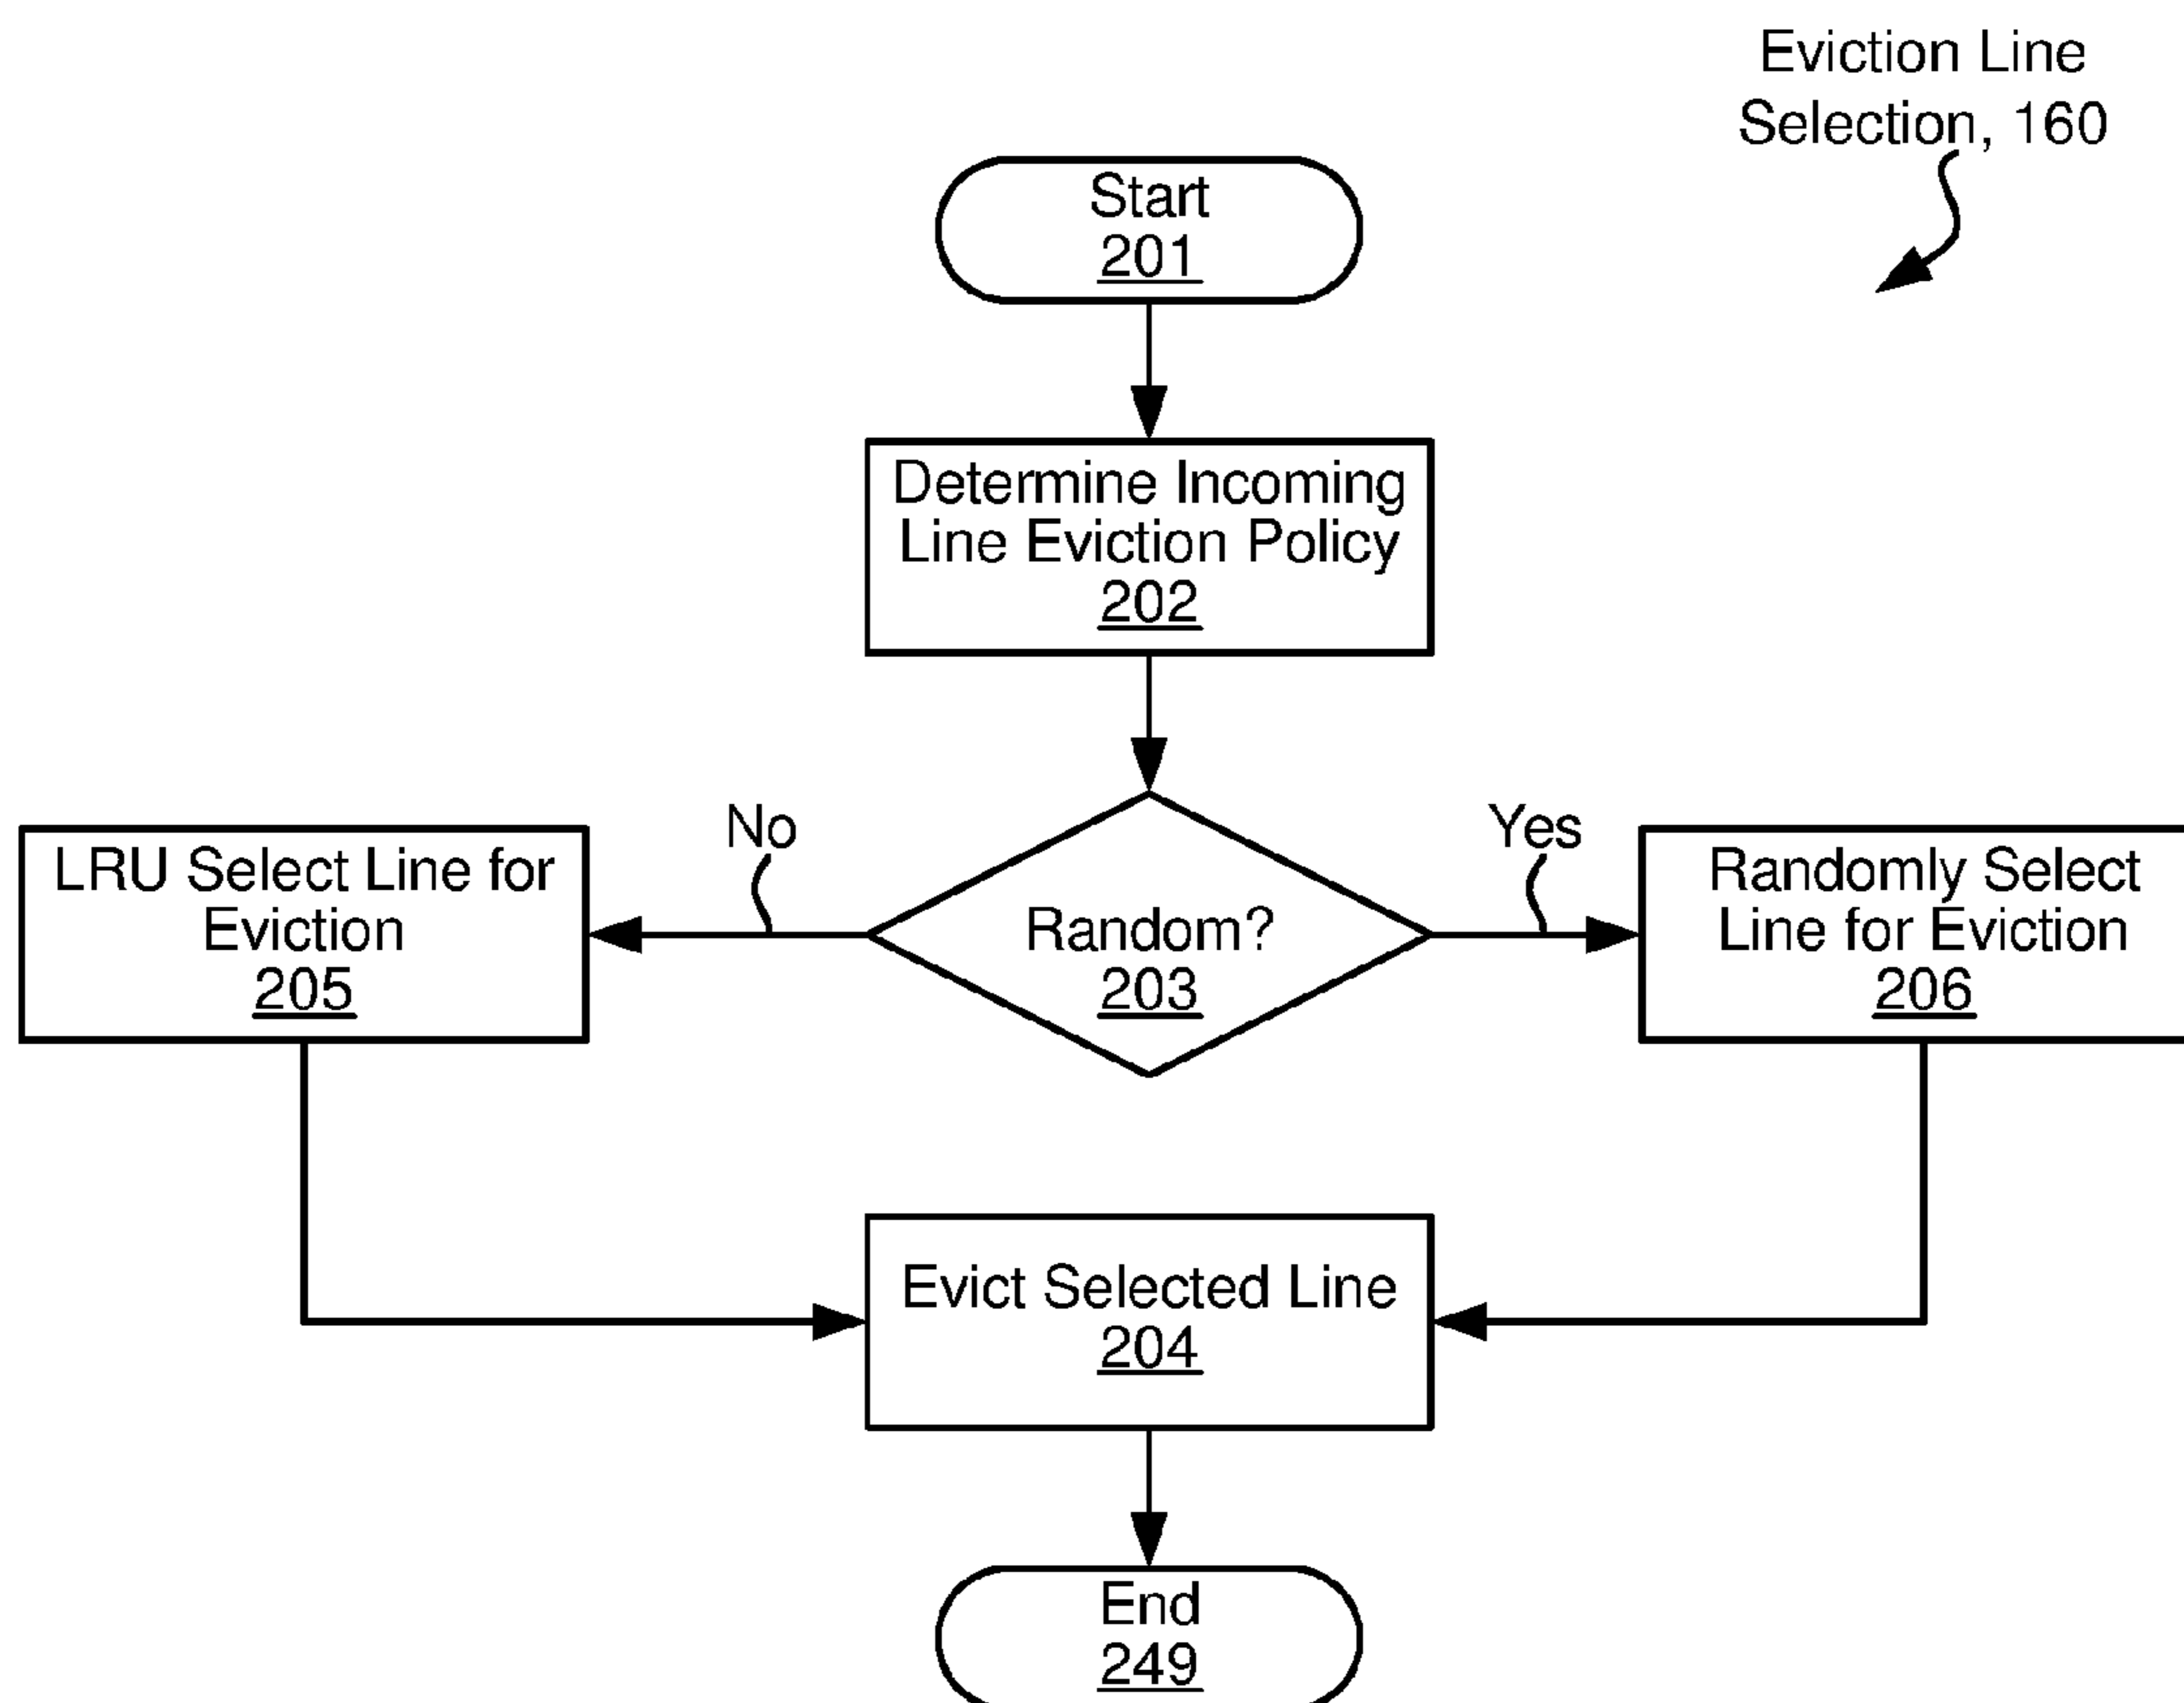 Eviction Line
Selection, 160
Start
201
Determine Incoming
Line Eviction Policy
202
No
Yes
LRU Select Line for
Eviction
205
Random?
203
Randomly Select
Line for Eviction
206
Evict Selected Line
204
End
249